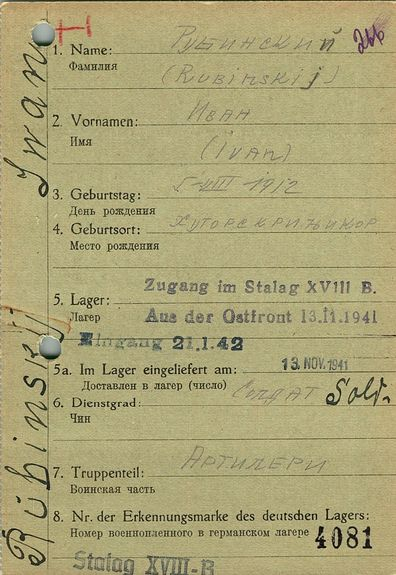 Rubinskij Iwan
H
266
1. Name: Рубинский
Фамилия
(Rubinskij)
2. Vornamen: Иван
Имя
(ivan)
3. Geburtstag: 5-VIII 1912
День рождения
4. Geburtsort:
Место рождения
Zugang im Stalag XVIII B.
5. Lager:
Лагер
Aus der Ostfront 13.11.1941
Eingang 21.1.42
5a. Im Lager eingeliefert am: 13. NOV. 1941
Доставлен в лагер (число)
Солдат Sold.
6. Dienstgrad:
Чин
7. Truppenteil: Артилери
Воинская часть
8. Nr. der Erkennungsmarke des deutschen Lagers:
Номер военнопленного в германском лагере 4081
Stalag XVIII-B